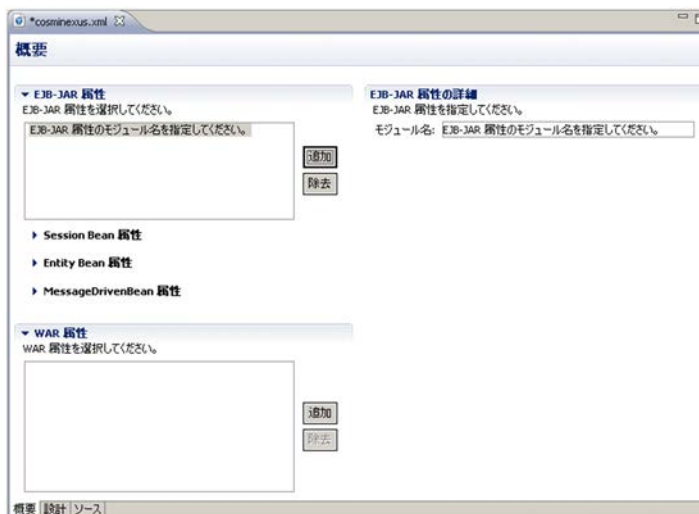 *cosminexus.xml
概要
EJB-JAR 属性
EJB-JAR 属性を選択してください。
EJB-JAR 属性のモジュール名を指定してください。
追加
除去
Session Bean 属性
Entity Bean 属性
MessageDrivenBean 属性
EJB-JAR 属性の詳細
EJB-JAR 属性を指定してください。
モジュール名: EJB-JAR 属性のモジュール名を指定してください。
WAR 属性
WAR 属性を選択してください。
追加
除去
概要 設計 ソース